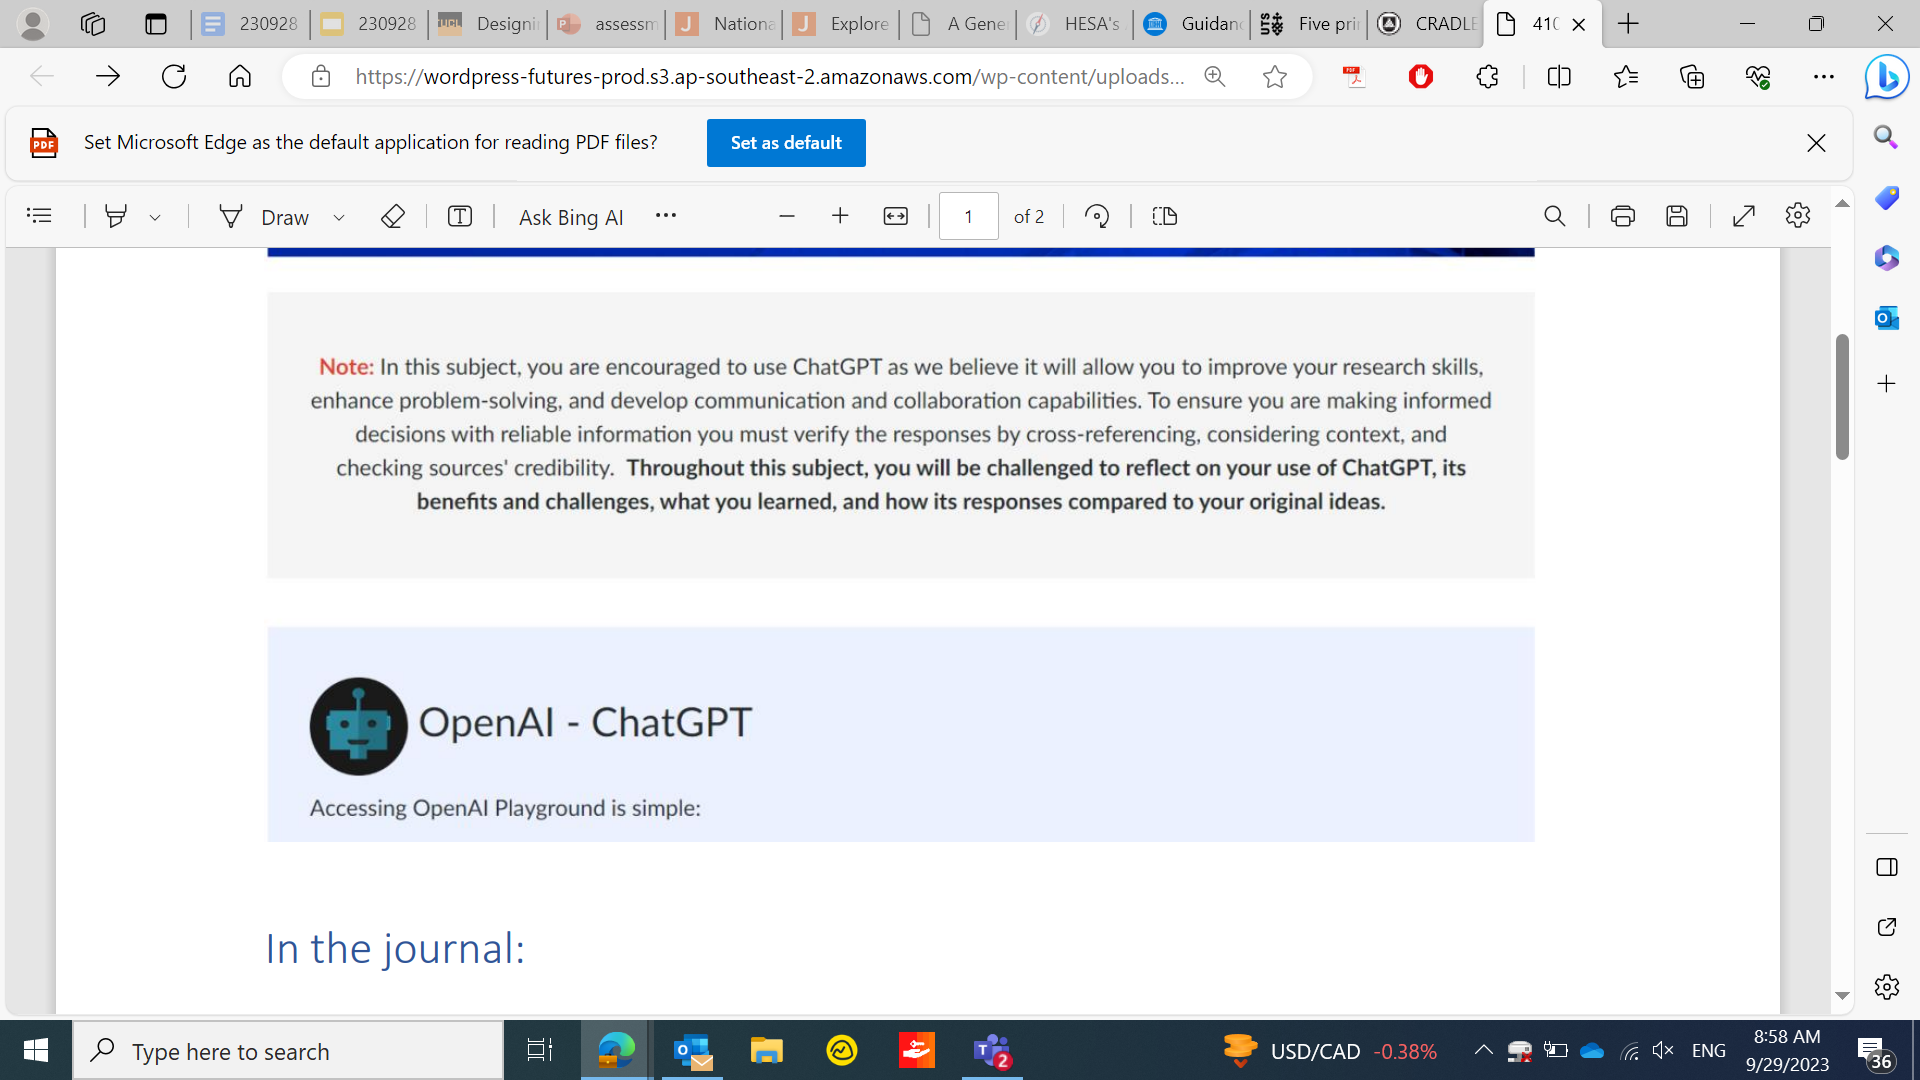 230928
230928
UCL Designin
assessm
J Nationa
J Explore
A Gene
HESA's
Guidanc
Five prin
CRADLE
410
https://wordpress-futures-prod.s3.ap-southeast-2.amazonaws.com/wp-content/uploads...
PDF Set Microsoft Edge as the default application for reading PDF files? Set as default
Draw Ask Bing AI 1 of 2
Note: In this subject, you are encouraged to use ChatGPT as we believe it will allow you to improve your research skills,
enhance problem-solving, and develop communication and collaboration capabilities. To ensure you are making informed
decisions with reliable information you must verify the responses by cross-referencing, considering context, and
checking sources' credibility. Throughout this subject, you will be challenged to reflect on your use of ChatGPT, its
benefits and challenges, what you learned, and how its responses compared to your original ideas.
OpenAI - ChatGPT
Accessing OpenAI Playground is simple:
In the journal:
Type here to search
2
USD/CAD -0.38%
ENG
8:58 AM
9/29/2023
36